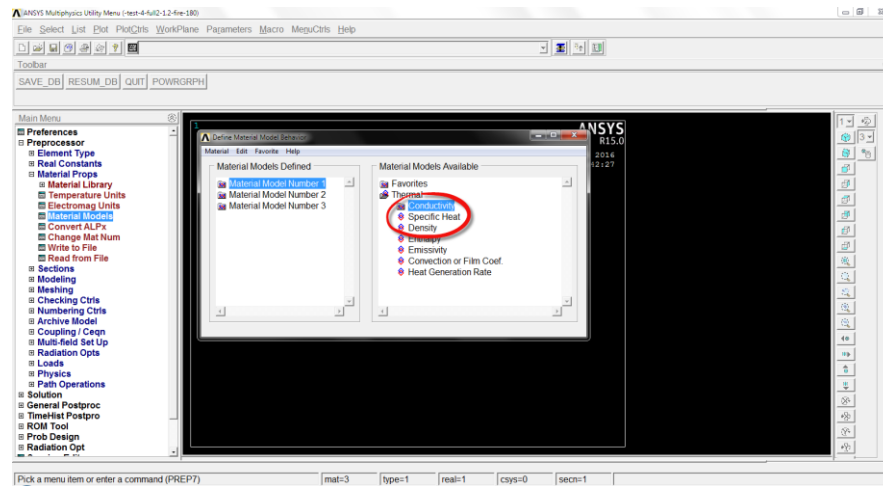 ANSYS Multiphysics Utility Menu (-test-4-full2-1.2-fire-180)
File Select List Plot PlotCtrls WorkPlane Parameters Macro MenuCtrls Help
Toolbar
SAVE_DB RESUM_DB QUIT POWRGRPH
Main Menu
Preferences
Preprocessor
Element Type
Real Constants
Material Props
Material Library
Temperature Units
Electromag Units
Material Models
Convert ALPx
Change Mat Num
Write to File
Read from File
Sections
Modeling
Meshing
Checking Ctrls
Numbering Ctrls
Archive Model
Coupling / Ceqn
Multi-field Set Up
Radiation Opts
Loads
Physics
Path Operations
Solution
General Postproc
TimeHist Postpro
ROM Tool
Prob Design
Radiation Opt
1
ANSYS
R15.0
2016
Define Material Model Behavior
Material Edit Favorite Help
Material Models Defined
Material Model Number 1
Material Model Number 2
Material Model Number 3
Material Models Available
Favorites
Thermal
Conductivity
Specific Heat
Density
Enthalpy
Emissivity
Convection or Film Coef.
Heat Generation Rate
1
3
Pick a menu item or enter a command (PREP7) mat=3 type=1 real=1 csys=0 secn=1